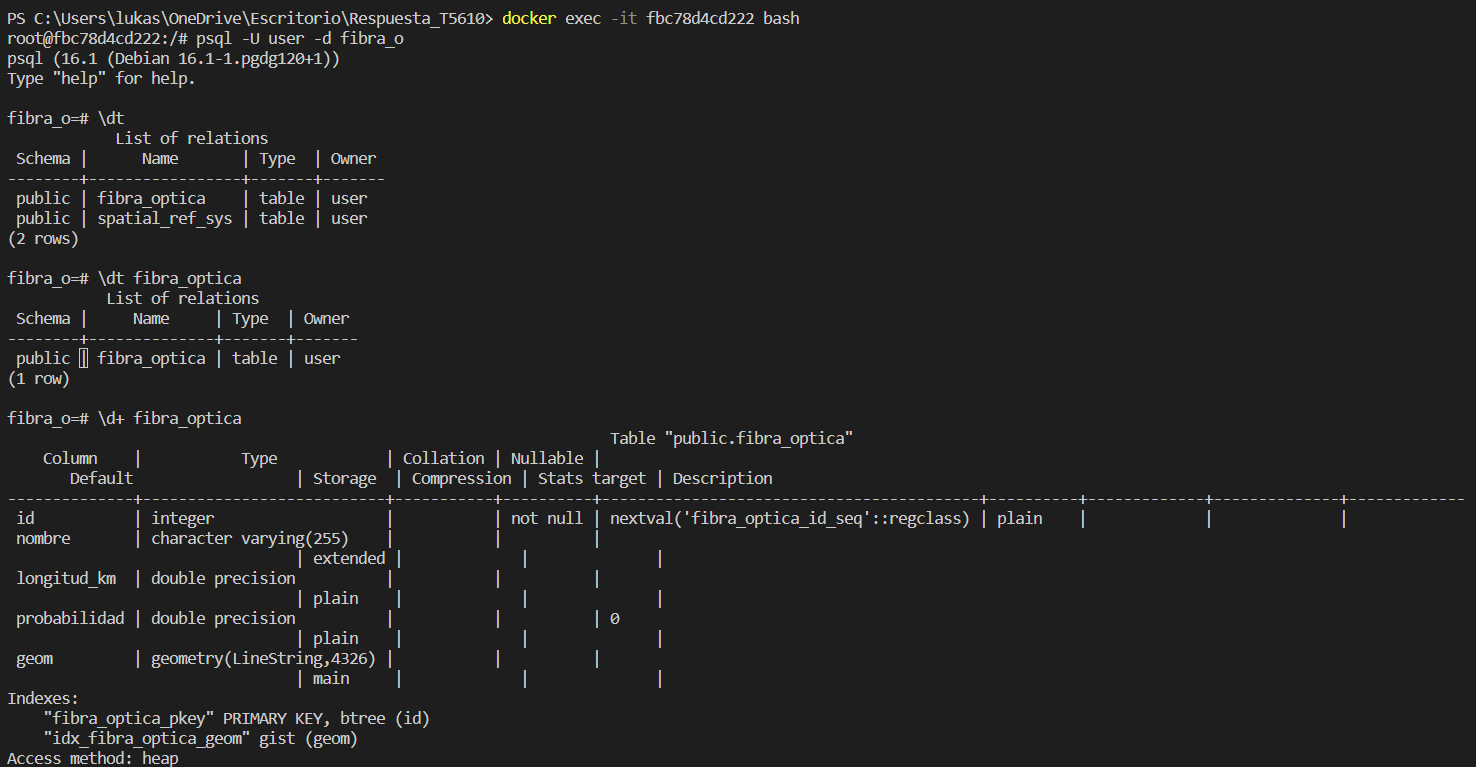 PS C:\Users\lukas\OneDrive\Escritorio\Respuesta_T5610> docker exec -it fbc78d4cd222 bash
root@fbc78d4cd222:/# psql -U user -d fibra_o
psql (16.1 (Debian 16.1-1.pgdg120+1))
Type "help" for help.

fibra_o=# \dt
            List of relations
 Schema |      Name       | Type  | Owner
--------+-----------------+-------+-------
 public | fibra_optica    | table | user
 public | spatial_ref_sys | table | user
(2 rows)

fibra_o=# \dt fibra_optica
           List of relations
 Schema |     Name     | Type  | Owner
--------+--------------+-------+-------
 public | fibra_optica | table | user
(1 row)

fibra_o=# \d+ fibra_optica
                                                                   Table "public.fibra_optica"
    Column    |           Type            | Collation | Nullable |
       Default                  | Storage  | Compression | Stats target | Description
--------------+---------------------------+-----------+----------+------------------------------------------+----------+-------------+--------------+-------------
 id           | integer                   |           | not null | nextval('fibra_optica_id_seq'::regclass) | plain    |             |              |
 nombre       | character varying(255)    |           |          |
                                | extended |             |              |
 longitud_km  | double precision          |           |          |
                                | plain    |             |              |
 probabilidad | double precision          |           |          | 0
                                | plain    |             |              |
 geom         | geometry(LineString,4326) |           |          |
                                | main     |             |              |
Indexes:
    "fibra_optica_pkey" PRIMARY KEY, btree (id)
    "idx_fibra_optica_geom" gist (geom)
Access method: heap